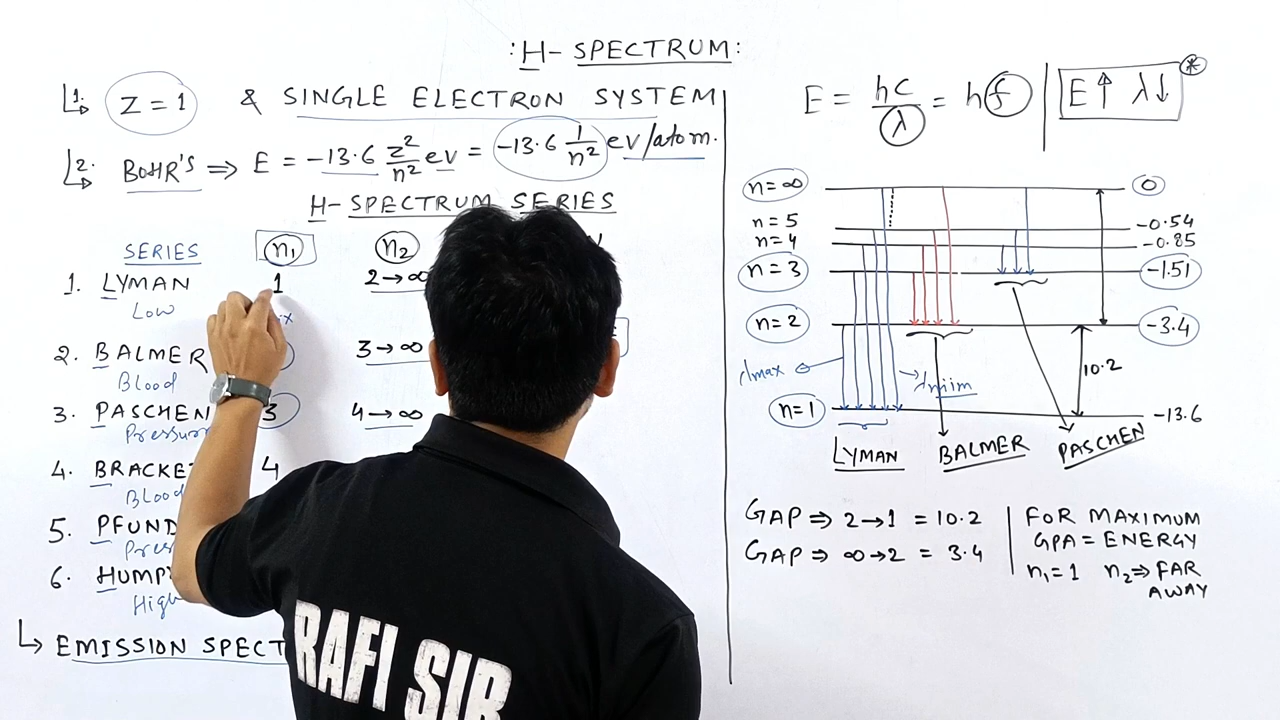 : H - SPECTRUM :
1. Z = 1 & SINGLE ELECTRON SYSTEM
2. BOHR'S ⇒ E = -13.6 z²/n² ev = -13.6 1/n² ev/atom.
H - SPECTRUM SERIES
SERIES n₁ n₂
1. LYMAN 1 2→∞
Low
2. BALMER 3→∞
Blood
3. PASCHEN 3 4→∞
Pressur
4. BRACKE 4
Blood
5. PFUND
Pres
6. HUMP
High
↳ EMISSION SPECT
RAFI SIR
E = hc/λ = hf | E↑ λ↓ *
n=∞ 0
n=5 -0.54
n=4 -0.85
n=3 -1.51
n=2 -3.4
λmax 10.2
λmiim
n=1 -13.6
LYMAN BALMER PASCHEN
GAP ⇒ 2→1 = 10.2
GAP ⇒ ∞→2 = 3.4
FOR MAXIMUM
GPA = ENERGY
n₁=1 n₂⇒FAR
AWAY